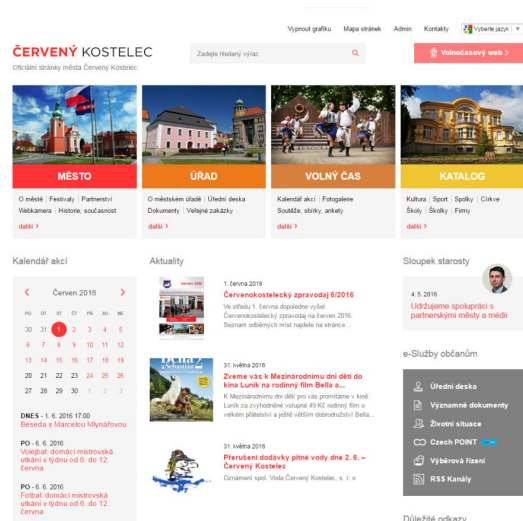 Vypnout grafiku Mapa stránek Admin Kontakty Vyberte jazyk ▼
ČERVENÝ KOSTELEC
Oficiální stránky města Červený Kostelec
Zadejte hledaný výraz
Volnočasový web >
MĚSTO
O městě | Festivaly | Partnerství
Webkamera | Historie, současnost
další >
ÚŘAD
O městském úřadě | Úřední deska
Dokumenty | Veřejné zakázky
další >
VOLNÝ ČAS
Kalendář akcí | Fotogalerie
Soutěže, sbírky, ankety
další >
KATALOG
Kultura | Sport | Spolky | Církve
Školy | Školky | Firmy
další >
Kalendář akcí
< Červen 2016 >
PO ÚT ST ČT PÁ SO NE
30 31 1 2 3 4 5
6 7 8 9 10 11 12
13 14 15 16 17 18 19
20 21 22 23 24 25 26
27 28 29 30 1 2 3
DNES - 1. 6. 2016 17:00
Beseda s Marcelou Mlynářovou
PO - 6. 6. 2016
Volejbal: domácí mistrovská
utkání v týdnu od 6. do 12.
června
PO - 6. 6. 2016
Fotbal: domácí mistrovská
utkání v týdnu od 6. do 12.
června
Aktuality
1. června 2016
Červenokostelecký zpravodaj 6/2016
Ve středu 1. června dopoledne vyšel
Červenokostelecký zpravodaj na červen 2016.
Seznam odběrných míst najdete na stránce...
31. května 2016
Zveme vás k Mezinárodnímu dni dětí do
kina Luník na rodinný film Bella a...
K Mezinárodnímu dni dětí pro vás promítáme v kině
Luník za zvýhodněné vstupné 49 Kč rodinný film o
velkém přátelství a ještě větším dobrodružství Bella...
31. května 2016
Přerušení dodávky pitné vody dne 2. 6. –
Červený Kostelec
Oznámení spol. Voda Červený Kostelec, s. r. o.
Sloupek starosty
4. 5. 2016
Udržujeme spolupráci s
partnerskými městy a médii
e-Služby občanům
Úřední deska
Významné dokumenty
Životní situace
Czech POINT
Výběrová řízení
RSS Kanály
Důležité odkazy